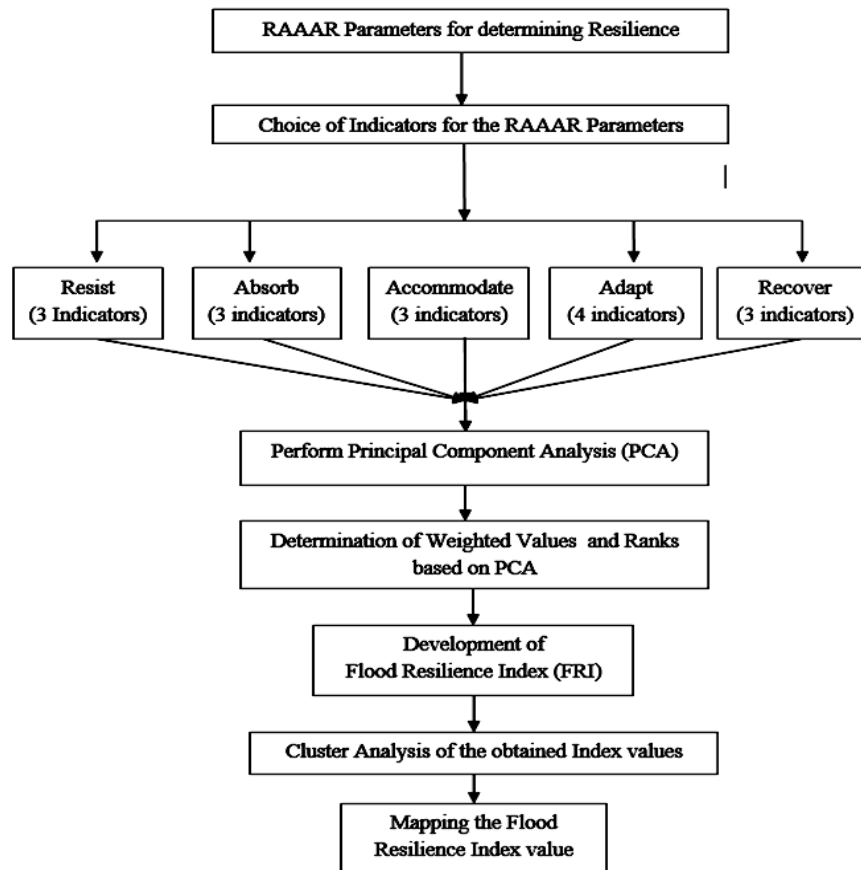 RAAAR Parameters for determining Resilience
Choice of Indicators for the RAAAR Parameters
Resist
(3 Indicators)
Absorb
(3 indicators)
Accommodate
(3 indicators)
Adapt
(4 indicators)
Recover
(3 indicators)
Perform Principal Component Analysis (PCA)
Determination of Weighted Values and Ranks
based on PCA
Development of
Flood Resilience Index (FRI)
Cluster Analysis of the obtained Index values
Mapping the Flood
Resilience Index value